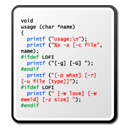 void
usage (char *name)
{
printf ("Usage:\n");
printf ("%s -a [-c file",
name);
#ifdef LOFI
printf ("[-g] [-G] ");
#endif
printf ("[-p what] [-r]
[-u file [type]]");
#ifdef LOFI
printf (" [-w love] [-W
eweid] [-z size] ");
#endif